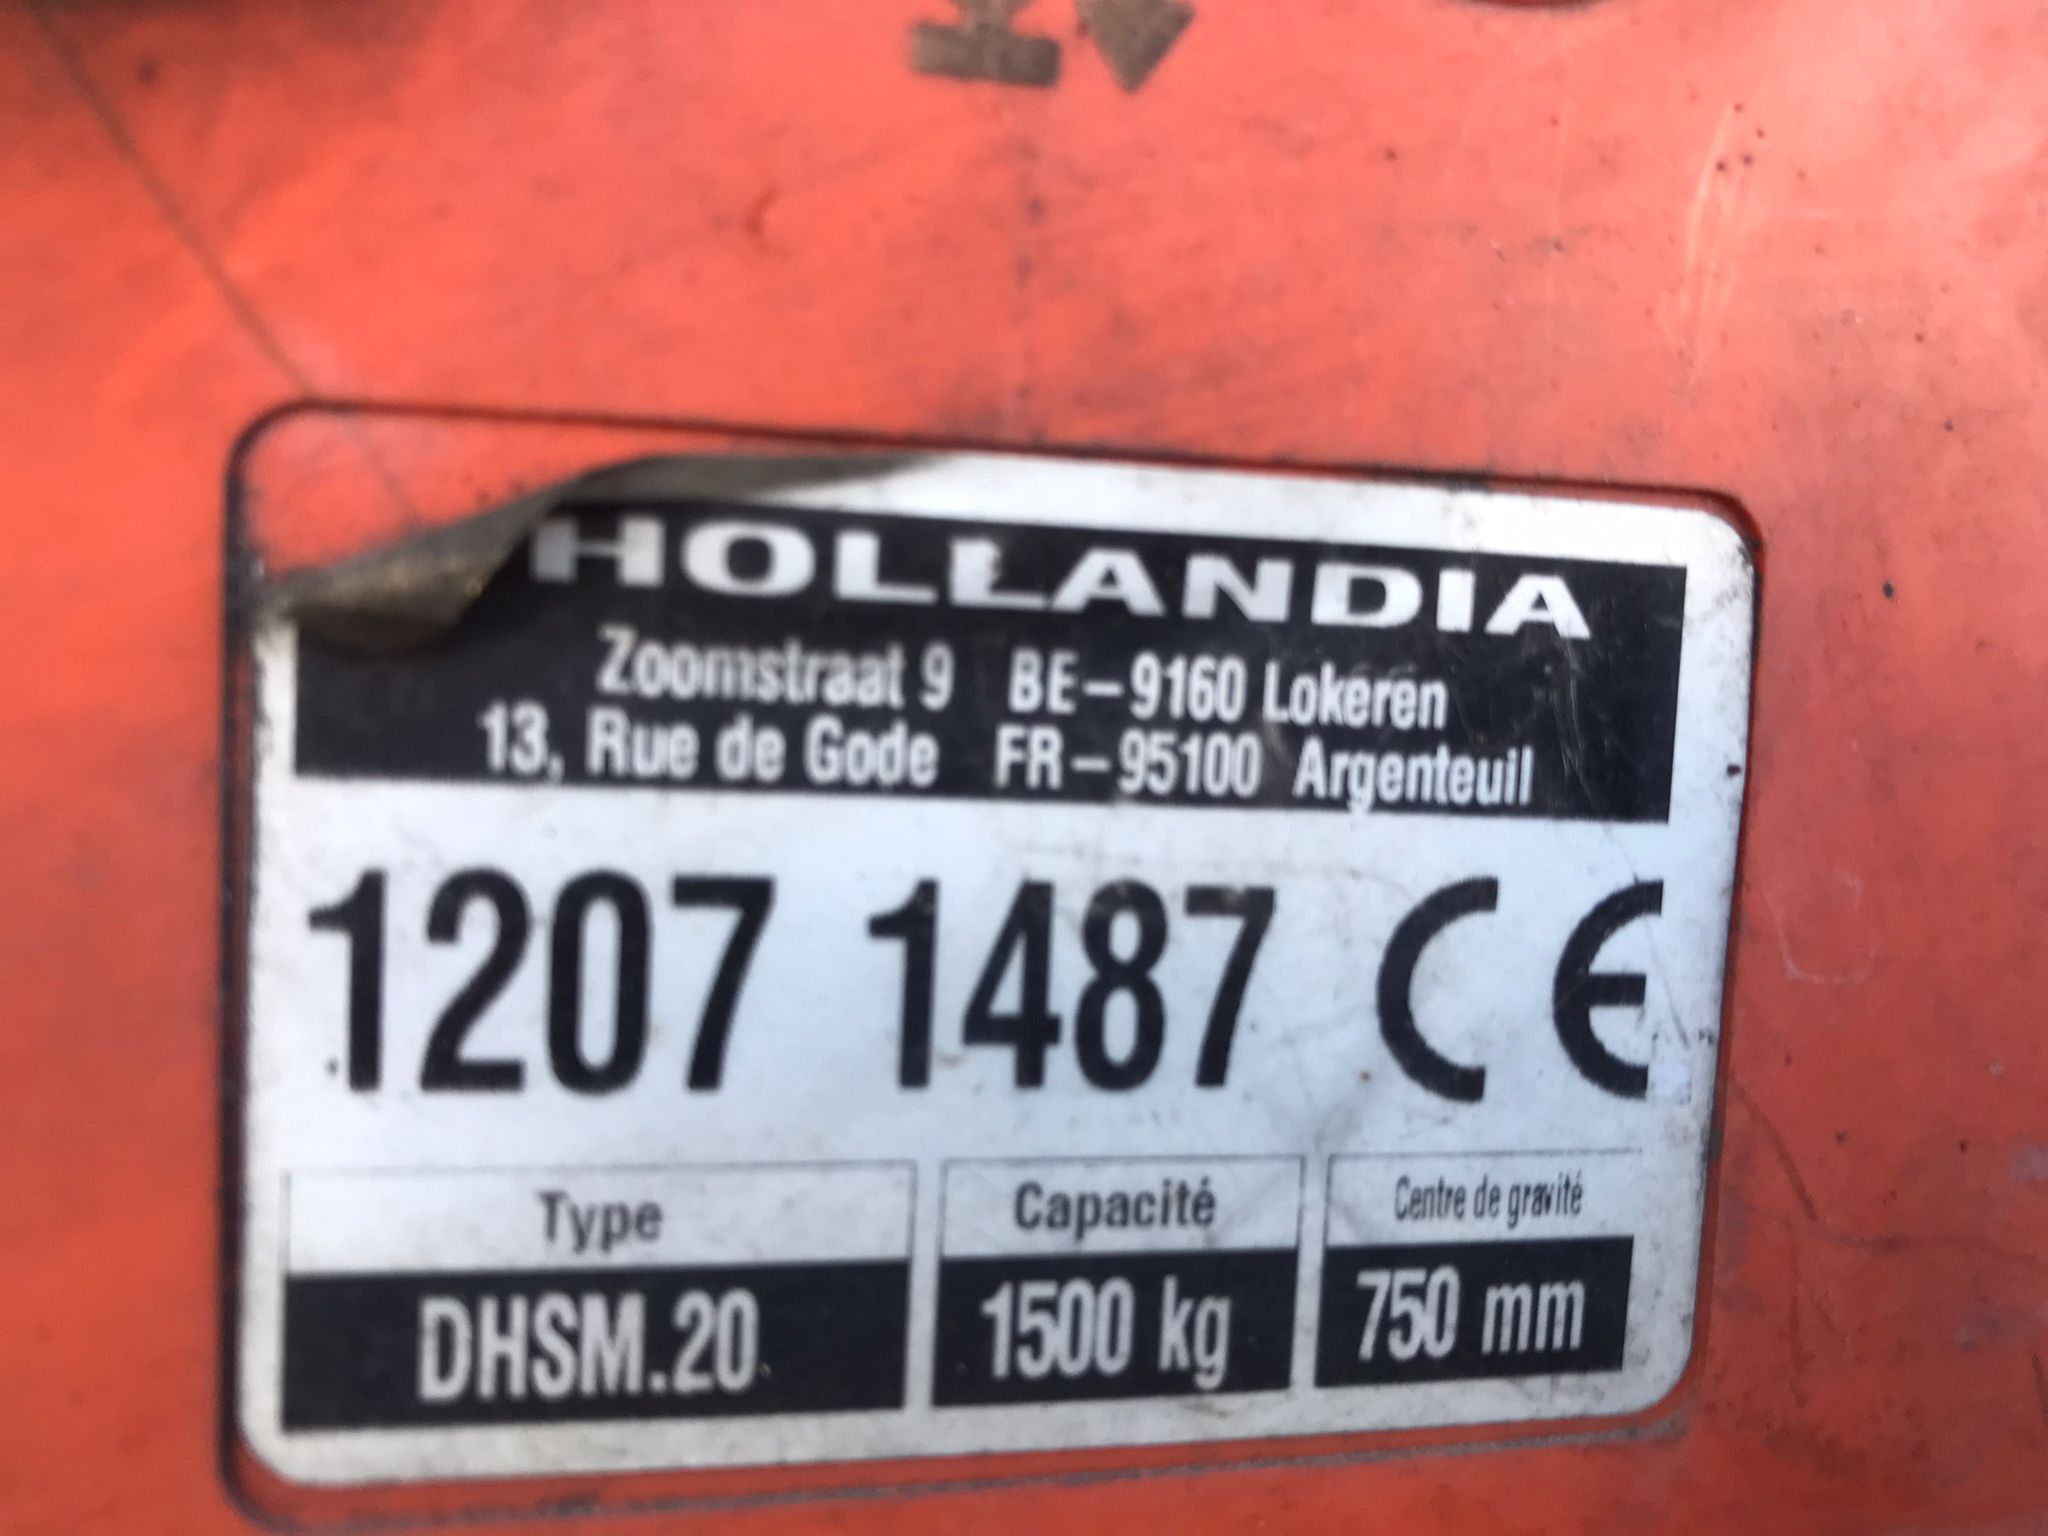 HOLLANDIA
Zoomstraat 9 BE-9160 Lokeren
13, Rue de Gode FR-95100 Argenteuil
1207 1487 CE
Type Capacité Centre de gravité
DHSM.20 1500 kg 750 mm